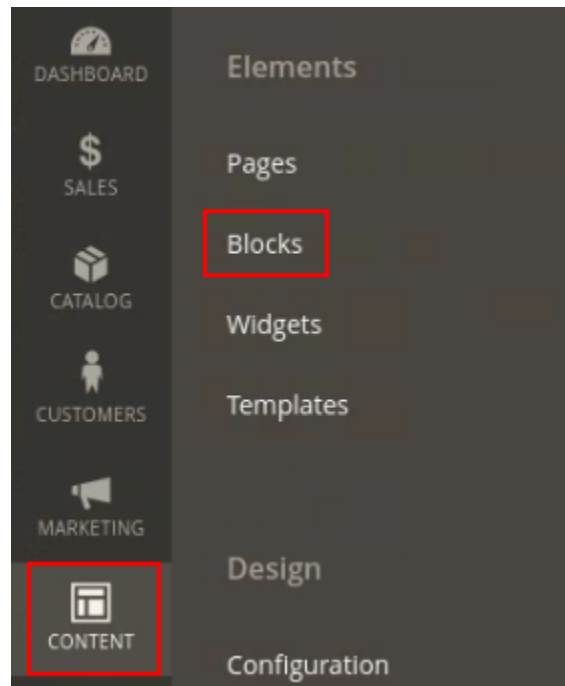 DASHBOARD
SALES
CATALOG
CUSTOMERS
MARKETING
CONTENT
Elements
Pages
Blocks
Widgets
Templates
Design
Configuration